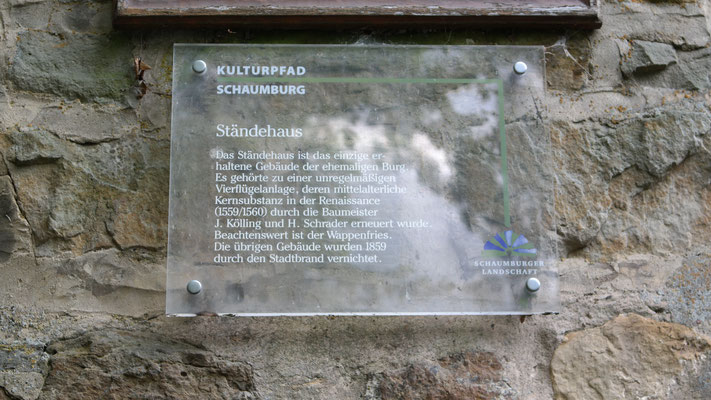 KULTURPFAD
SCHAUMBURG
Ständehaus
Das Ständehaus ist das einzige er-
haltene Gebäude der ehemaligen Burg.
Es gehörte zu einer unregelmäßigen
Vierflügelanlage, deren mittelalterliche
Kernsubstanz in der Renaissance
(1559/1560) durch die Baumeister
J. Kölling und H. Schrader erneuert wurde.
Beachtenswert ist der Wappenfries.
Die übrigen Gebäude wurden 1859
durch den Stadtbrand vernichtet.
SCHAUMBURGER
LANDSCHAFT